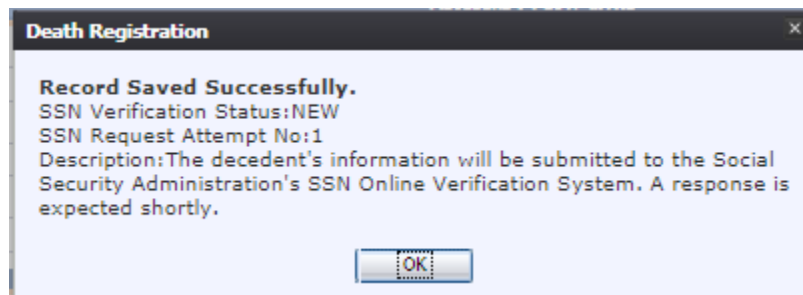 Death Registration
Record Saved Successfully.
SSN Verification Status:NEW
SSN Request Attempt No:1
Description:The decedent's information will be submitted to the Social
Security Administration's SSN Online Verification System. A response is
expected shortly.
OK